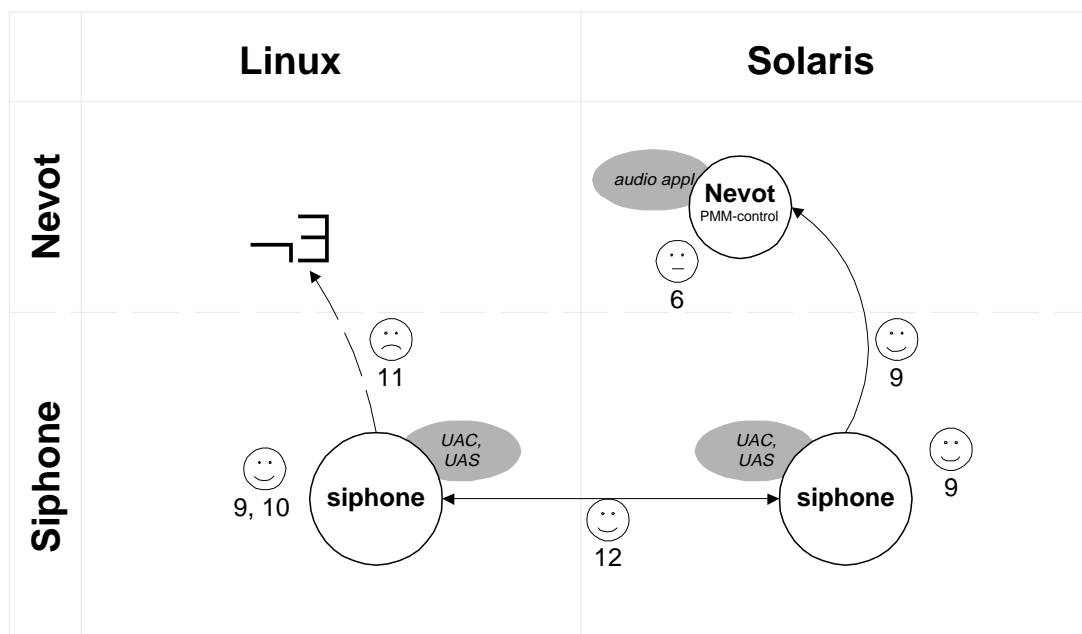 Linux
Solaris
Nevot
audio appl
Nevot
PMM-control
6
11
9
Siphone
UAC,
UAS
siphone
9, 10
12
UAC,
UAS
siphone
9